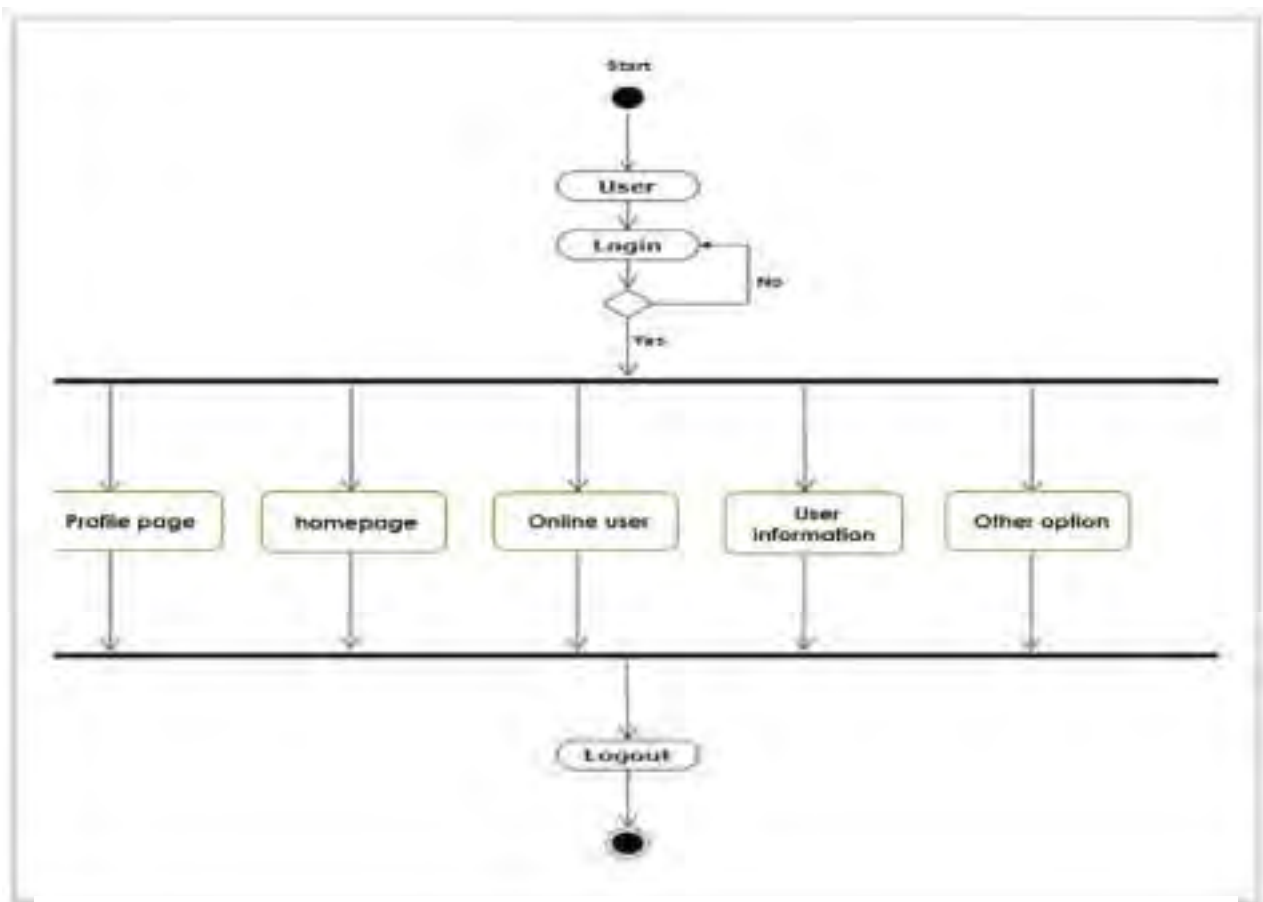 Start
User
Login
No
Yes
Profile page
homepage
Online user
User
information
Other option
Logout